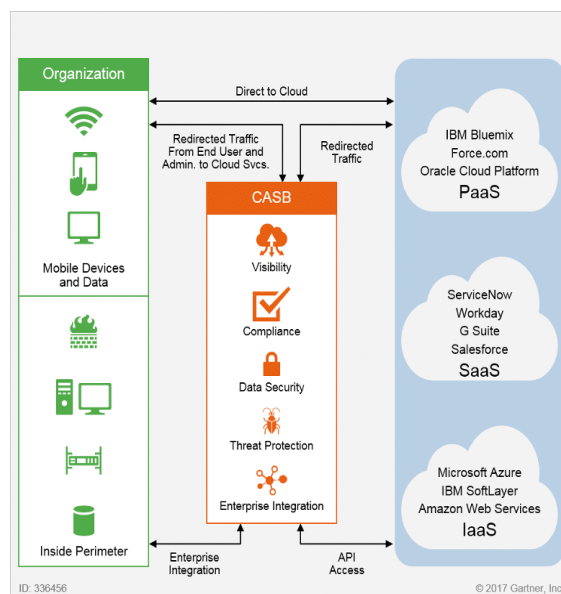 Organization
Mobile Devices
and Data
Inside Perimeter
Direct to Cloud
Redirected Traffic
From End User and
Admin. to Cloud Svcs.
Redirected
Traffic
CASB
Visibility
Compliance
Data Security
Threat Protection
Enterprise Integration
Enterprise
Integration
API
Access
IBM Bluemix
Force.com
Oracle Cloud Platform
PaaS
ServiceNow
Workday
G Suite
Salesforce
SaaS
Microsoft Azure
IBM SoftLayer
Amazon Web Services
IaaS
ID: 336456
© 2017 Gartner, Inc